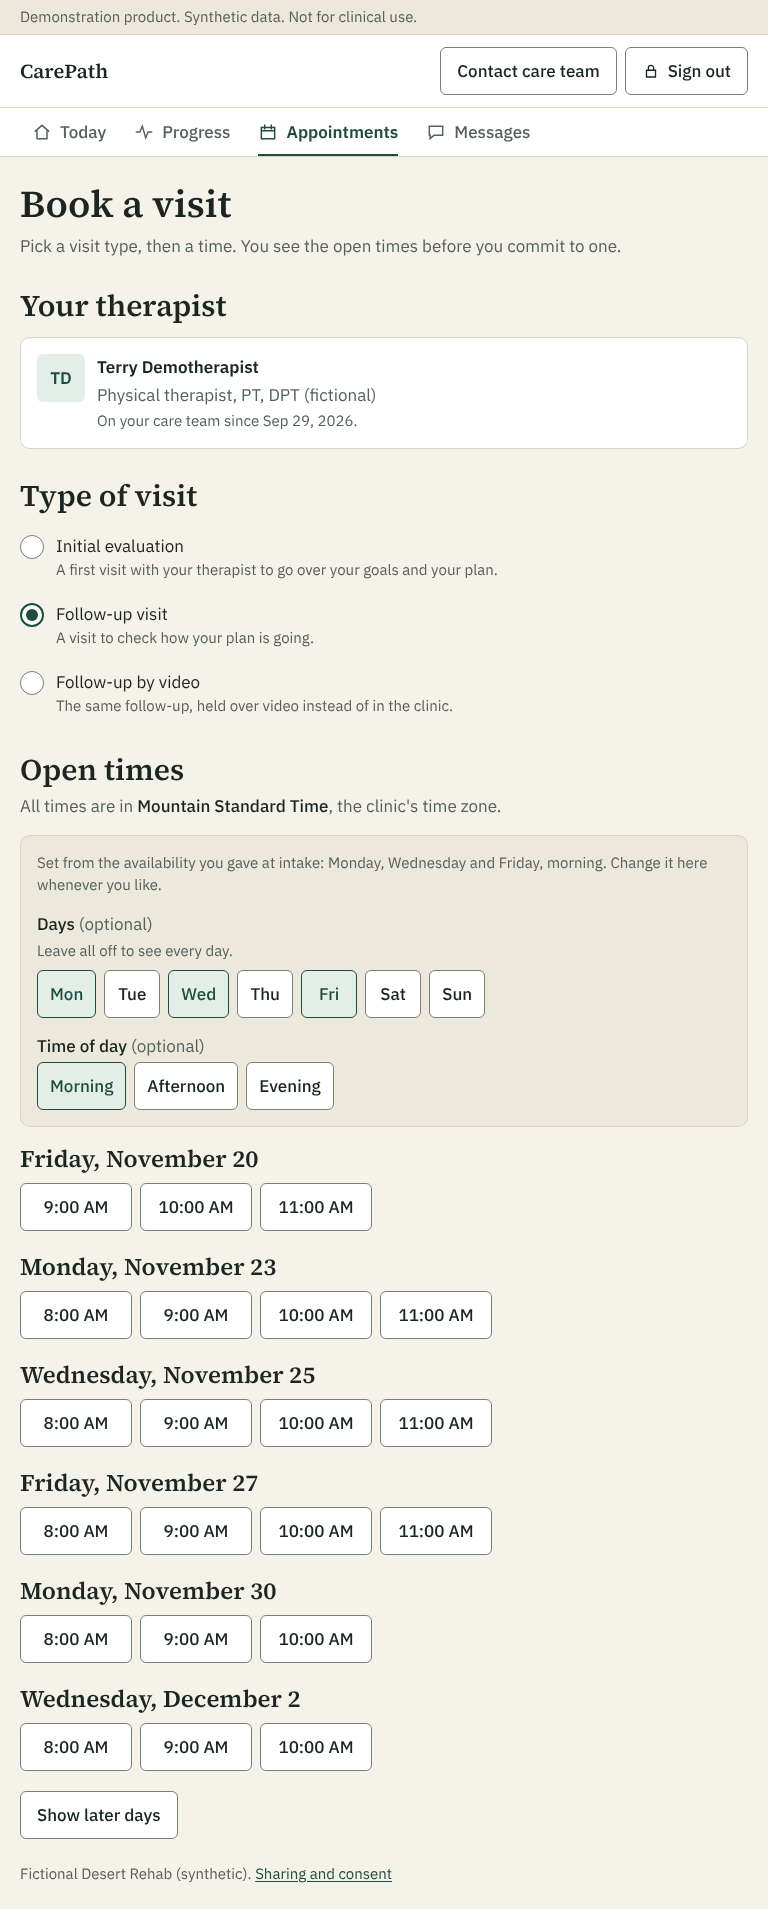 Demonstration product. Synthetic data. Not for clinical use.
CarePath
Contact care team
Sign out
Today
Progress
Appointments
Messages
Book a visit
Pick a visit type, then a time. You see the open times before you commit to one.
Your therapist
TD
Terry Demotherapist
Physical therapist, PT, DPT (fictional)
On your care team since Sep 29, 2026.
Type of visit
Initial evaluation
A first visit with your therapist to go over your goals and your plan.
Follow-up visit
A visit to check how your plan is going.
Follow-up by video
The same follow-up, held over video instead of in the clinic.
Open times
All times are in Mountain Standard Time, the clinic's time zone.
Set from the availability you gave at intake: Monday, Wednesday and Friday, morning. Change it here
whenever you like.
Days (optional)
Leave all off to see every day.
Mon Tue Wed Thu Fri Sat Sun
Time of day (optional)
Morning Afternoon Evening
Friday, November 20
9:00 AM 10:00 AM 11:00 AM
Monday, November 23
8:00 AM 9:00 AM 10:00 AM 11:00 AM
Wednesday, November 25
8:00 AM 9:00 AM 10:00 AM 11:00 AM
Friday, November 27
8:00 AM 9:00 AM 10:00 AM 11:00 AM
Monday, November 30
8:00 AM 9:00 AM 10:00 AM
Wednesday, December 2
8:00 AM 9:00 AM 10:00 AM
Show later days
Fictional Desert Rehab (synthetic). Sharing and consent